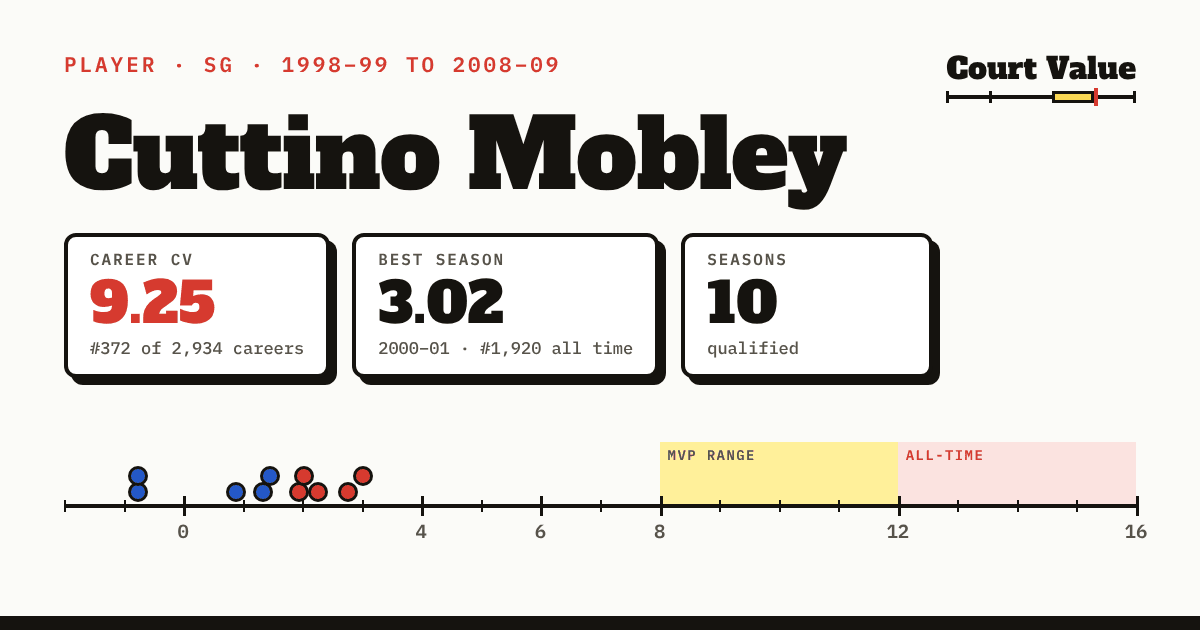 PLAYER · SG · 1998–99 TO 2008–09
Court Value
Cuttino Mobley
CAREER CV
9.25
#372 of 2,934 careers
BEST SEASON
3.02
2000–01 · #1,920 all time
SEASONS
10
qualified
MVP RANGE
ALL-TIME
0 4 6 8 12 16